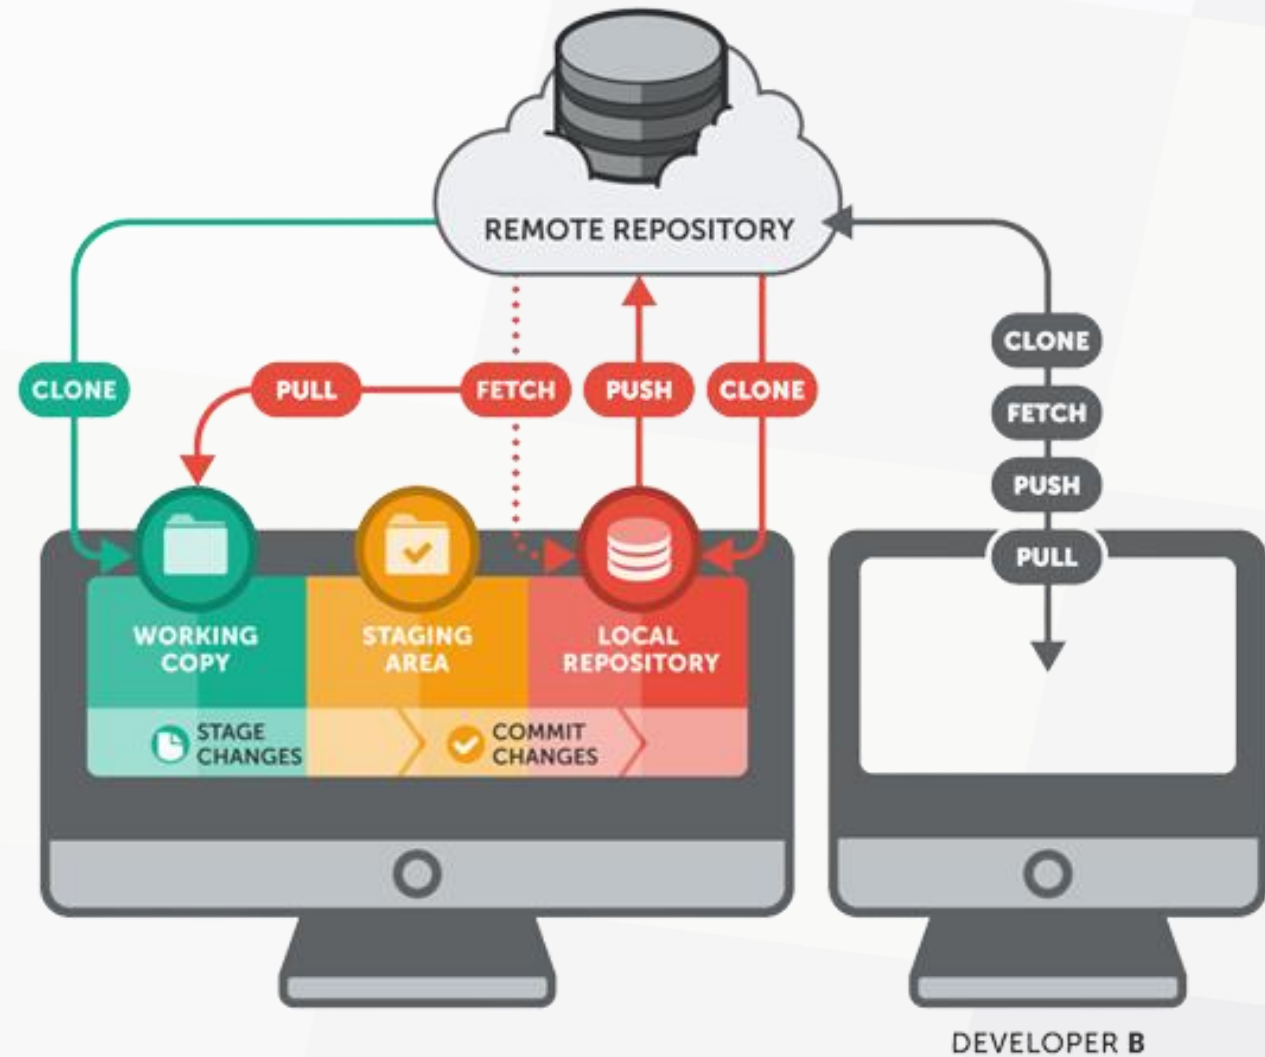 REMOTE REPOSITORY
CLONE
PULL
FETCH
PUSH
CLONE
CLONE
FETCH
PUSH
PULL
WORKING
COPY
STAGING
AREA
LOCAL
REPOSITORY
STAGE
CHANGES
COMMIT
CHANGES
DEVELOPER B